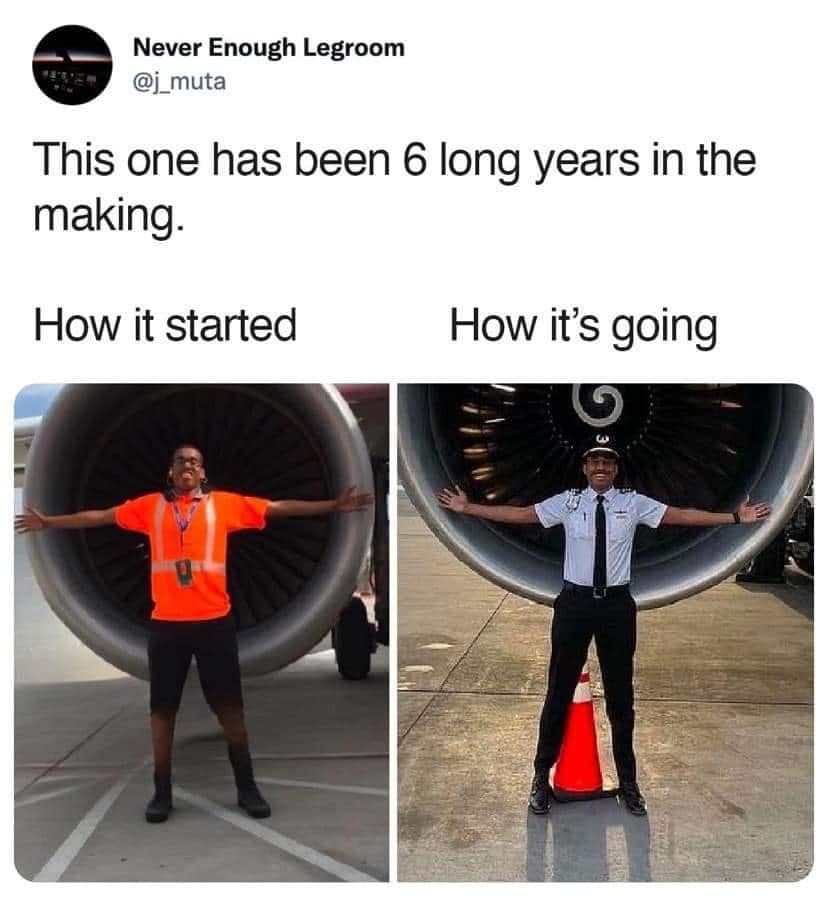 Never Enough Legroom
@j_muta
This one has been 6 long years in the
making.
How it started
How it's going